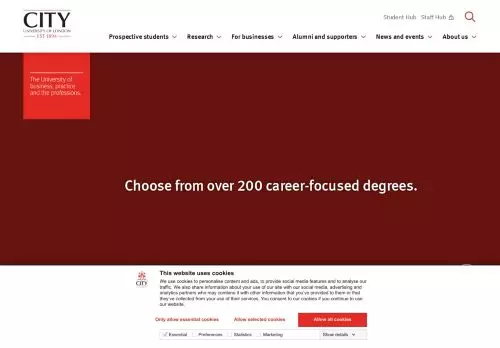 CITY
UNIVERSITY OF LONDON
EST 1894
Student Hub
Staff Hub
Prospective students
Research
For businesses
Alumni and supporters
News and events
About us
The University of
business, practice
and the professions.
Choose from over 200 career-focused degrees.
This website uses cookies
We use cookies to personalise content and ads, to provide social media features and to analyse our
traffic. We also share information about your use of our site with our social media, advertising and
analytics partners who may combine it with other information that you've provided to them or that
they've collected from your use of their services. You consent to our cookies if you continue to use
our website.
CITY
Only allow essential cookies
Allow selected cookies
Allow all cookies
Essential
Preferences
Statistics
Marketing
Show details